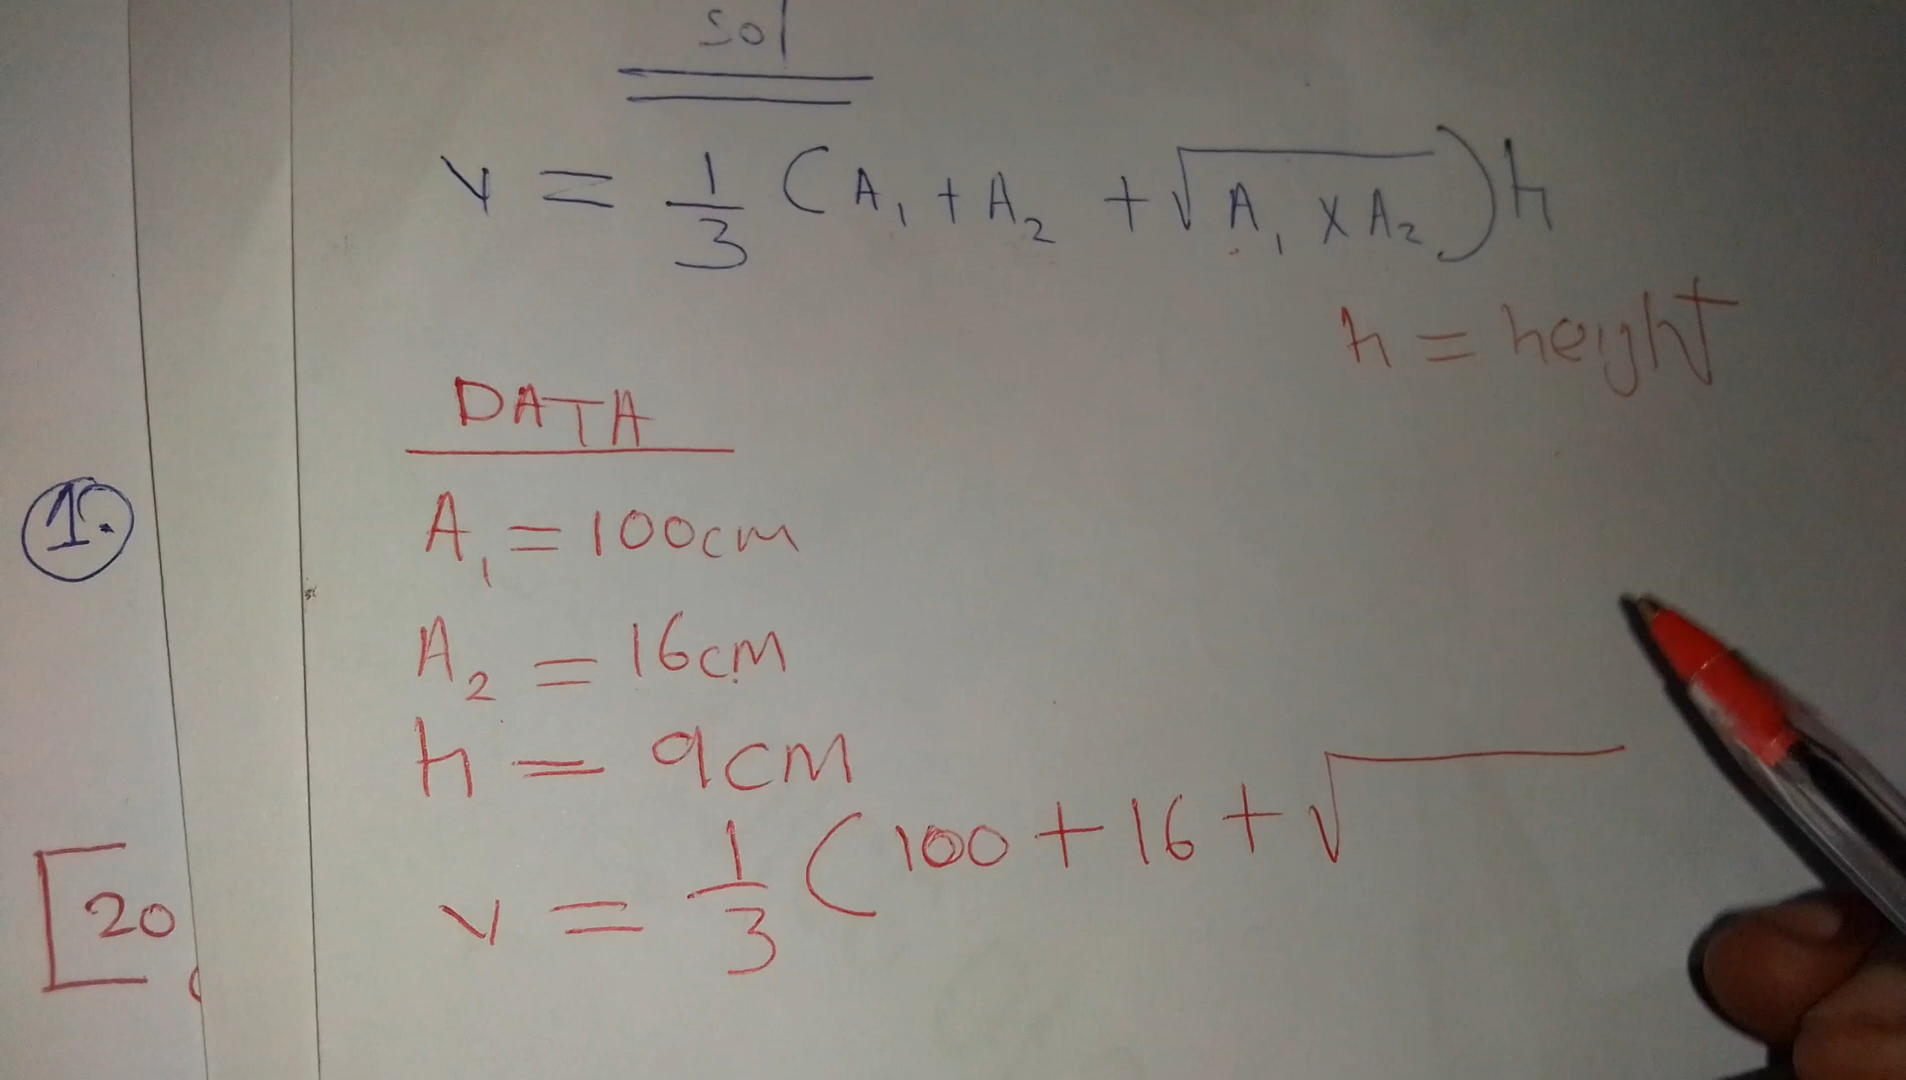 Sol
V = 1/3 (A₁ + A₂ + √A₁ × A₂) h
h = height
DATA
A₁ = 100cm
1.
A₂ = 16cm
h = 9cm
V = 1/3 (100 + 16 + √
20